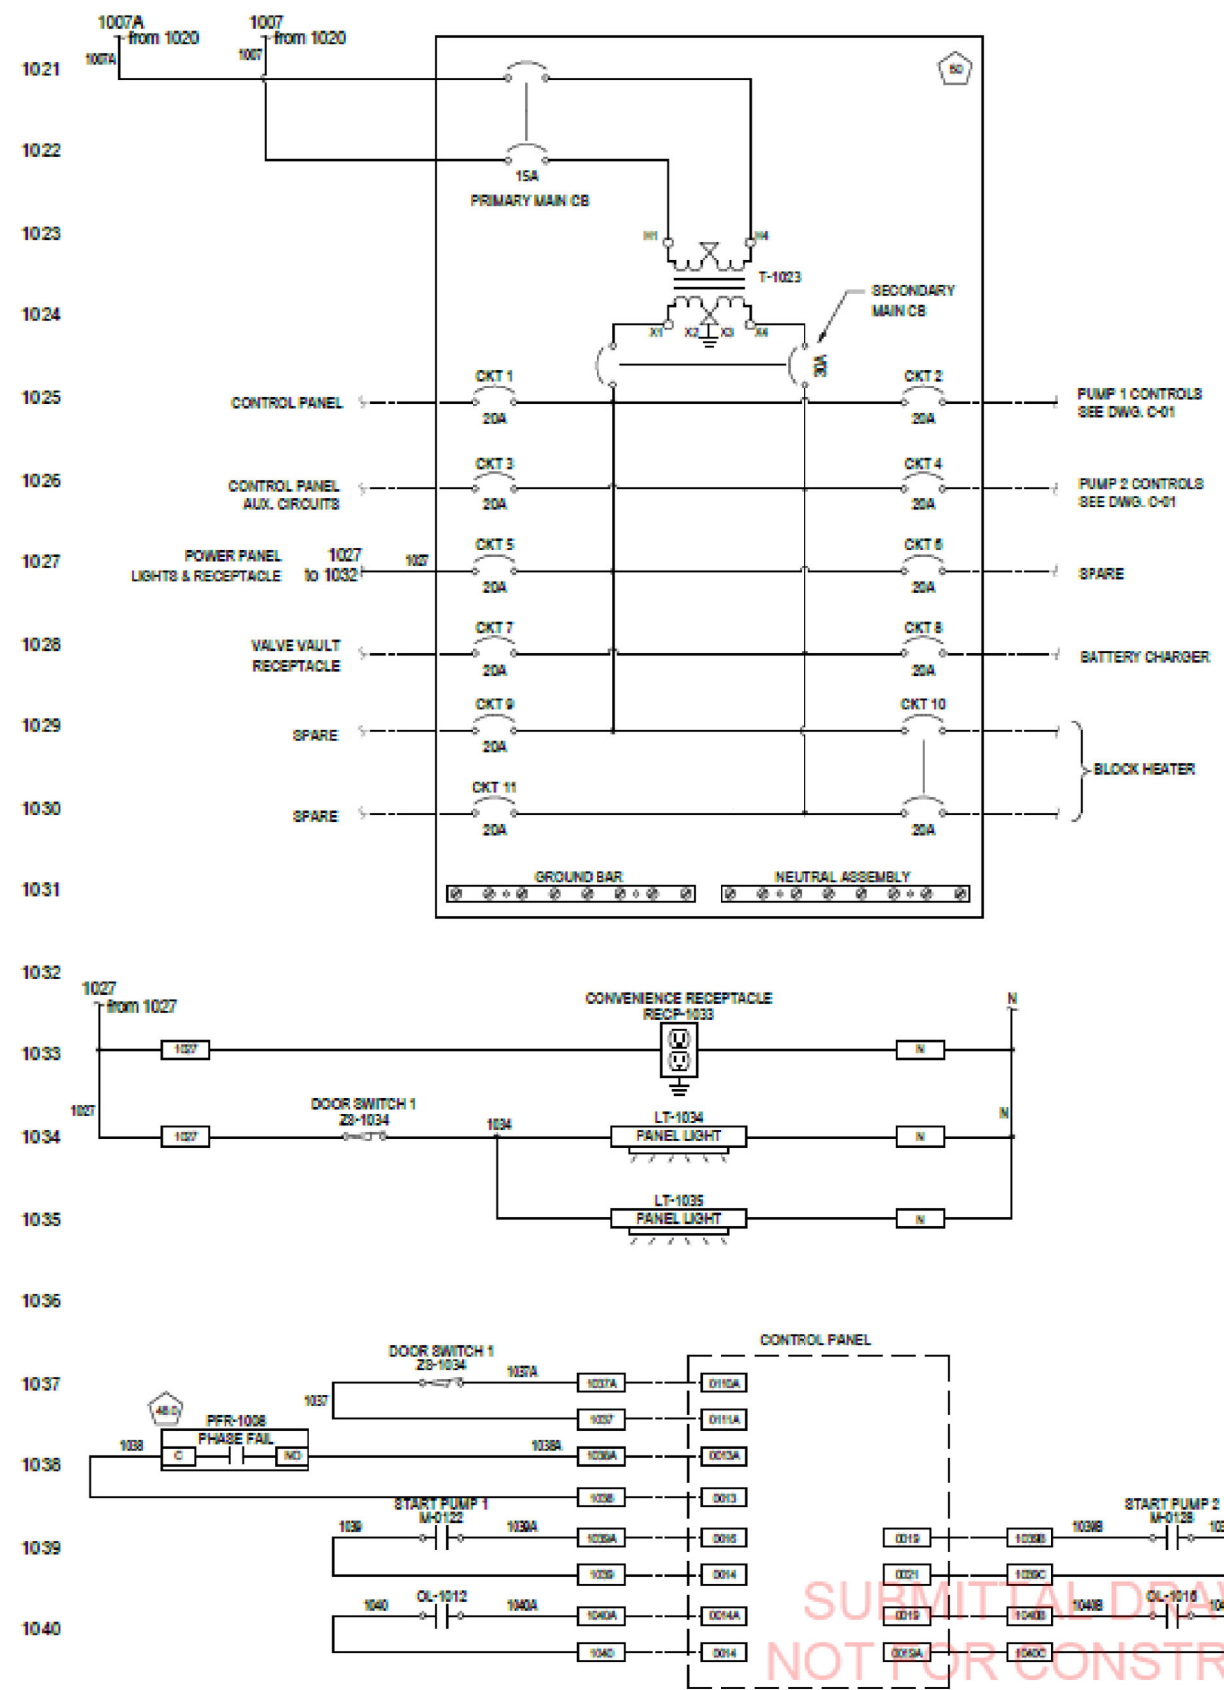 1007A
from 1020
1007
from 1020
1007A
1007
1021
50
1022
15A
PRIMARY MAIN CB
1023
H1
H4
T-1023
1024
SECONDARY
MAIN CB
X1
X2
X3
X4
30A
1025
CONTROL PANEL
CKT 1
20A
CKT 2
20A
PUMP 1 CONTROLS
SEE DWG. C-01
1026
CONTROL PANEL
AUX. CIRCUITS
CKT 3
20A
CKT 4
20A
PUMP 2 CONTROLS
SEE DWG. C-01
1027
POWER PANEL
LIGHTS & RECEPTACLE
1027
to 1032
1027
CKT 5
20A
CKT 6
20A
SPARE
1028
VALVE VAULT
RECEPTACLE
CKT 7
20A
CKT 8
20A
BATTERY CHARGER
1029
SPARE
CKT 9
20A
CKT 10
BLOCK HEATER
1030
SPARE
CKT 11
20A
20A
1031
GROUND BAR
NEUTRAL ASSEMBLY
1032
1027
from 1027
CONVENIENCE RECEPTACLE
RECP-1033
N
1033
1027
N
1027
DOOR SWITCH 1
ZS-1034
1034
LT-1034
N
1034
1027
PANEL LIGHT
N
1035
LT-1035
PANEL LIGHT
N
1036
CONTROL PANEL
1037
DOOR SWITCH 1
ZS-1034
1037A
1037A
0110A
1037
1037
0111A
PFR-1008
PHASE FAIL
1038
1038
C
NO
1038A
1038A
0013A
1038
0013
START PUMP 1
M-0122
START PUMP 2
M-0128
1039
1039
1039A
1039A
0016
0019
1039B
1039B
1039
0014
0021
1039C
OL-1012
OL-1016
1040
1040
1040A
1040A
0014A
0019
1040B
1040B
1040
0014
0019A
1040C
SUBMITTAL DRAW
NOT FOR CONSTR